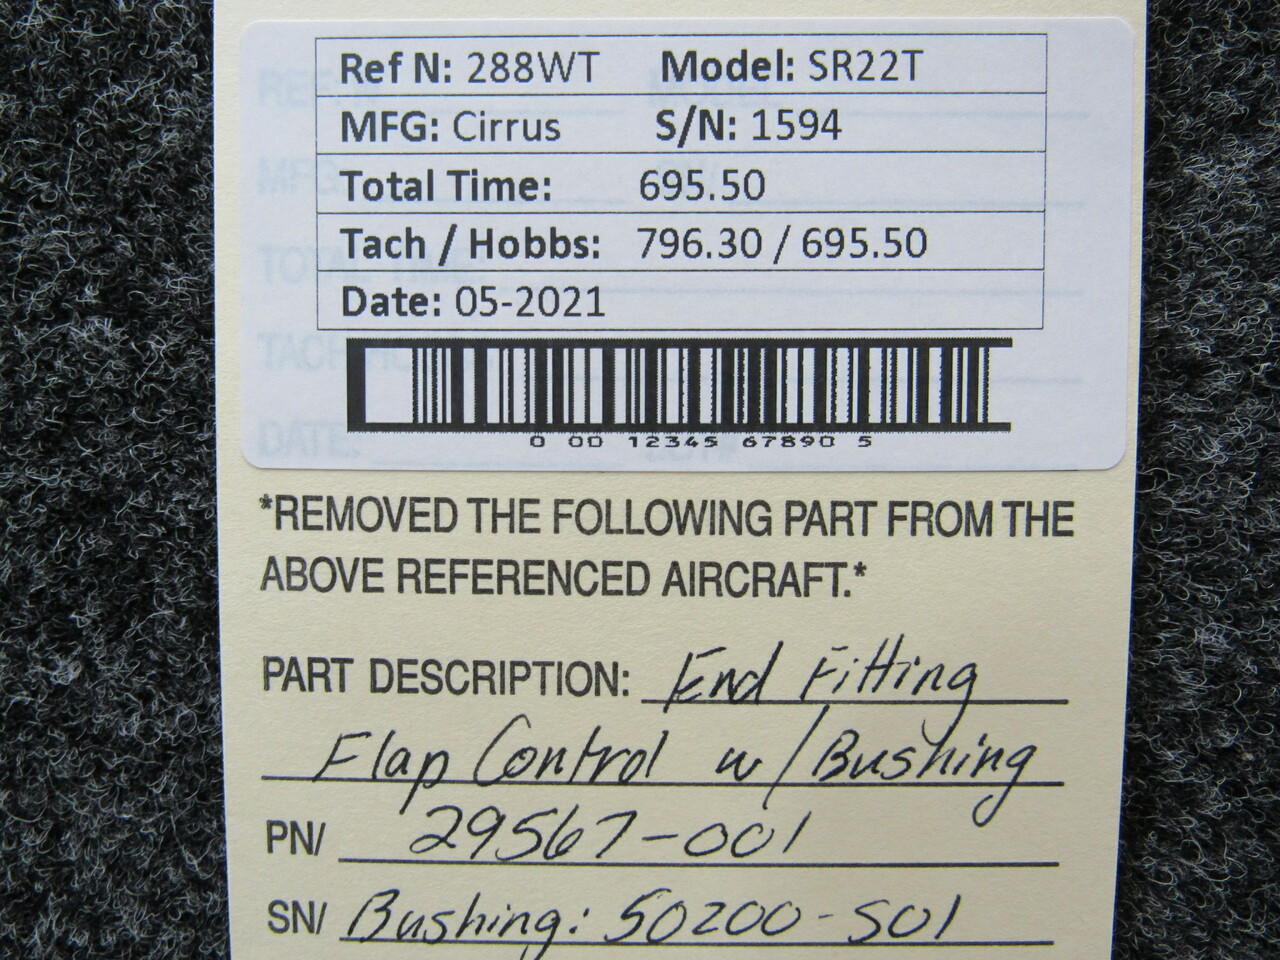 Ref N: 288WT Model: SR22T
MFG: Cirrus S/N: 1594
Total Time: 695.50
Tach / Hobbs: 796.30 / 695.50
Date: 05-2021
0 00 12345 67890 5
*REMOVED THE FOLLOWING PART FROM THE
ABOVE REFERENCED AIRCRAFT.*
PART DESCRIPTION: End Fitting
Flap Control w/Bushing
PN/ 29567-001
SN/ Bushing: 50200-S01